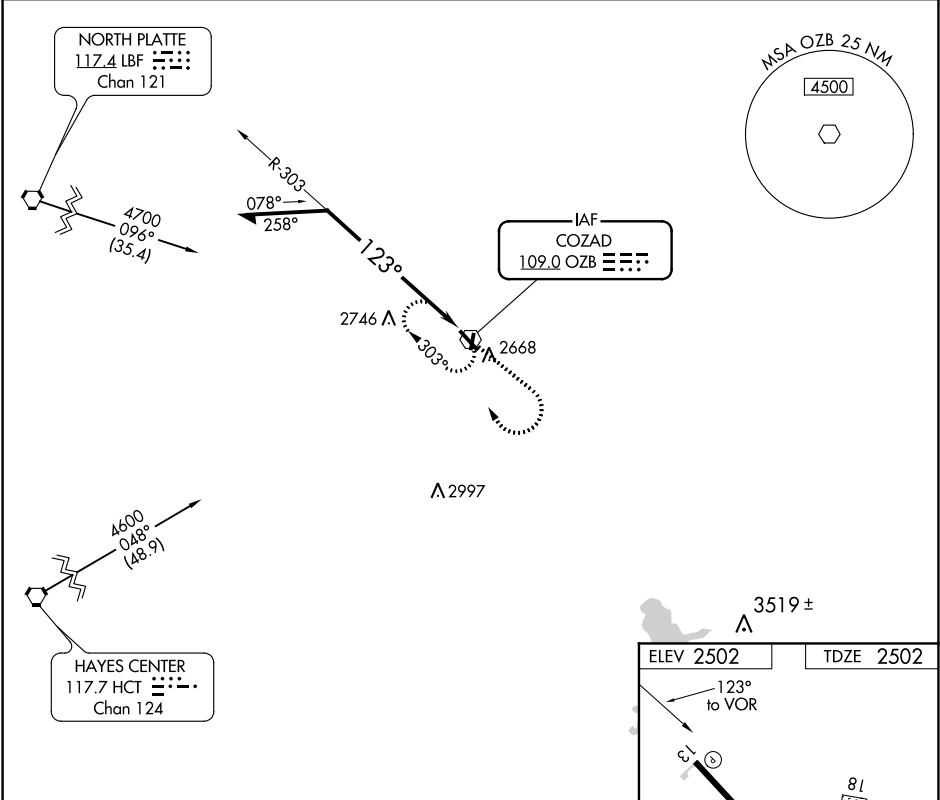 NORTH PLATTE
117.4 LBF
Chan 121
MSA OZB 25 NM
4500
R-303
078°
258°
4700
096°
(35.4)
123°
IAF
COZAD
109.0 OZB
2746
303°
2668
2997
4600
048°
(48.9)
HAYES CENTER
117.7 HCT
Chan 124
3519 ±
ELEV 2502
TDZE 2502
123°
to VOR
13
P
18